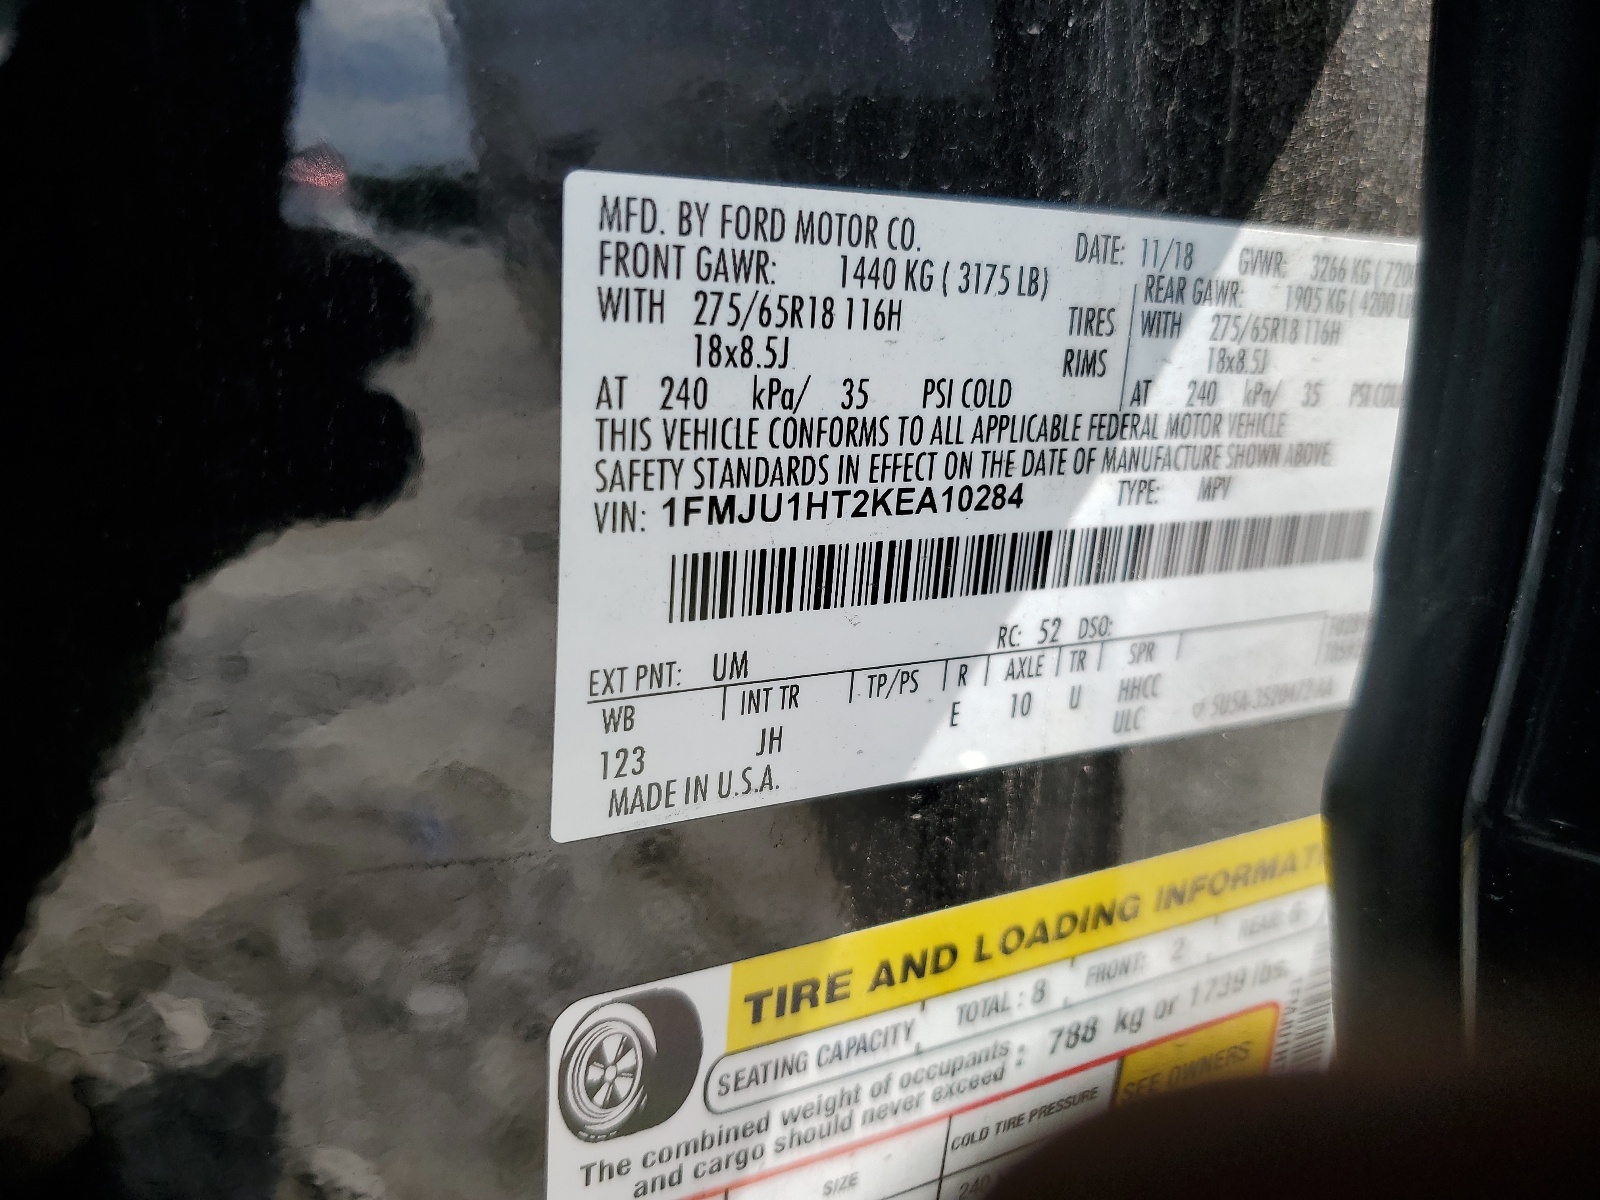 MFD. BY FORD MOTOR CO. DATE: 11/18 GVWR: 3266 KG (720
FRONT GAWR: 1440 KG ( 3175 LB) REAR GAWR: 1905 KG ( 4200 L
WITH 275/65R18 116H TIRES WITH 275/65R18 116H
18x8.5J RIMS 18x8.5J
AT 240 kPa/ 35 PSI COLD AT 240 kPa/ 35 PSI COL
THIS VEHICLE CONFORMS TO ALL APPLICABLE FEDERAL MOTOR VEHICLE
SAFETY STANDARDS IN EFFECT ON THE DATE OF MANUFACTURE SHOWN ABOVE
VIN: 1FMJU1HT2KEA10284 TYPE: MPV
RC: 52 DSO:
EXT PNT: UM
WB INT TR TP/PS R AXLE TR SPR
123 JH E 10 U HHCC
ULC
MADE IN U.S.A.
TIRE AND LOADING INFORMAT
SEATING CAPACITY TOTAL : 8 FRONT: 2
The combined weight of occupants : 788 kg or 1739 lbs.
and cargo should never exceed
SIZE COLD TIRE PRESSURE SEE OWNERS
240